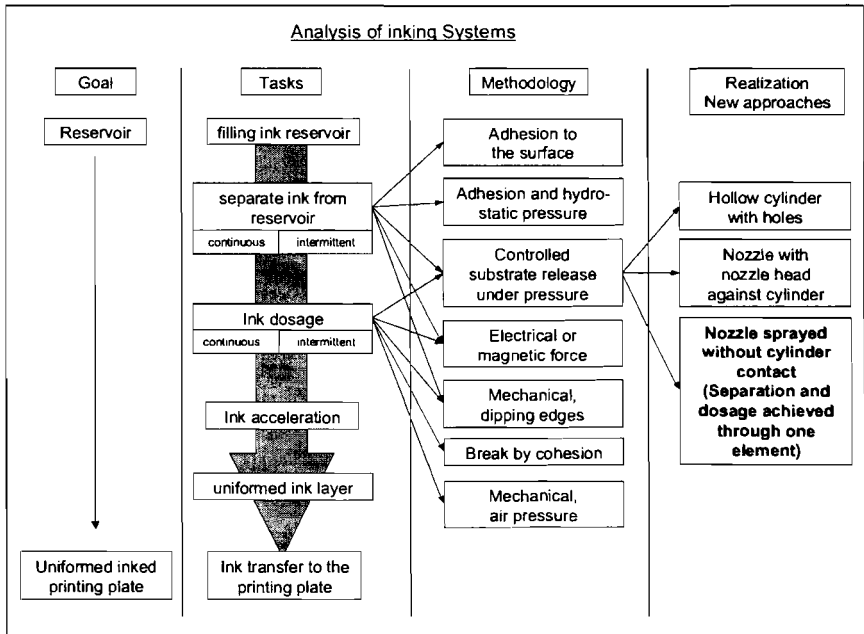 Analysis of inking Systems
Goal
Reservoir
Uniformed inked
printing plate
Tasks
filling ink reservoir
separate ink from
reservoir
continuous
intermittent
Ink dosage
continuous
intermittent
Ink acceleration
uniformed ink layer
Ink transfer to the
printing plate
Methodology
Adhesion to
the surface
Adhesion and hydro-
static pressure
Controlled
substrate release
under pressure
Electrical or
magnetic force
Mechanical,
dipping edges
Break by cohesion
Mechanical,
air pressure
Realization
New approaches
Hollow cylinder
with holes
Nozzle with
nozzle head
against cylinder
Nozzle sprayed
without cylinder
contact
(Separation and
dosage achieved
through one
element)